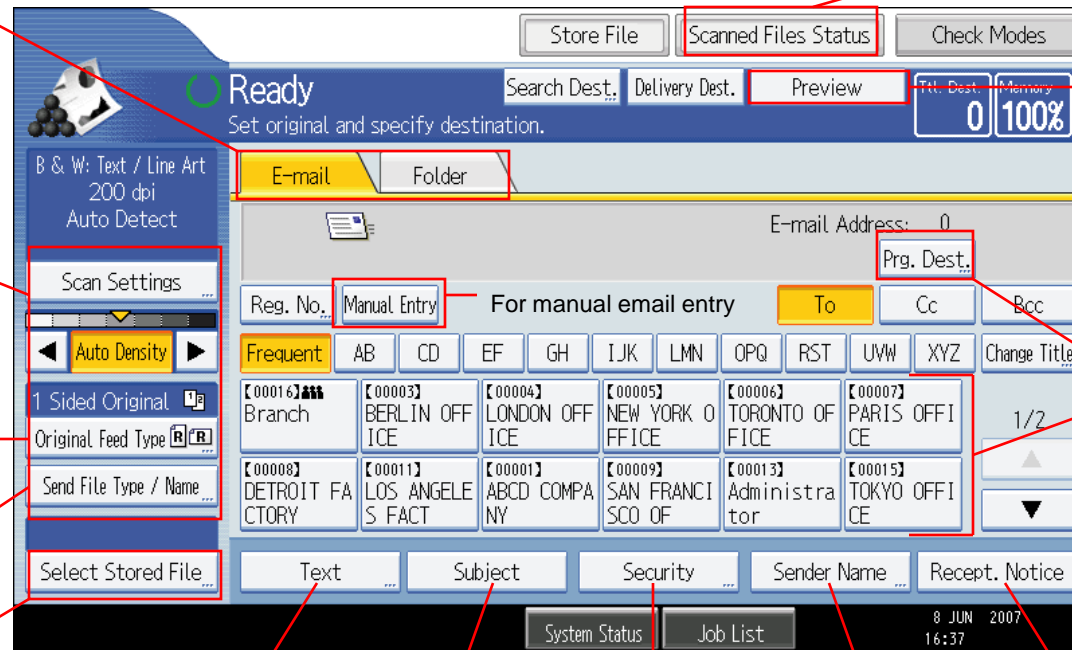 Store File Scanned Files Status Check Modes
Ready Search Dest. Delivery Dest. Preview Ttl. Dest. Memory
Set original and specify destination. 0 100%
B & W: Text / Line Art
200 dpi
Auto Detect
E-mail Folder
E-mail Address: 0
Prg. Dest.
Scan Settings
Reg. No. Manual Entry For manual email entry To Cc Bcc
Auto Density
Frequent AB CD EF GH IJK LMN OPQ RST UVW XYZ Change Title
1 Sided Original
Original Feed Type R R
Send File Type / Name
【00016】 【00003】 【00004】 【00005】 【00006】 【00007】
Branch BERLIN OFF LONDON OFF NEW YORK O TORONTO OF PARIS OFFI
ICE ICE FFICE FICE CE
1/2
【00008】 【00011】 【00001】 【00009】 【00013】 【00015】
DETROIT FA LOS ANGELE ABCD COMPA SAN FRANCI Administra TOKYO OFFI
CTORY S FACT NY SCO OF tor CE
Select Stored File Text Subject Security Sender Name Recept. Notice
System Status Job List 8 JUN 2007
16:37